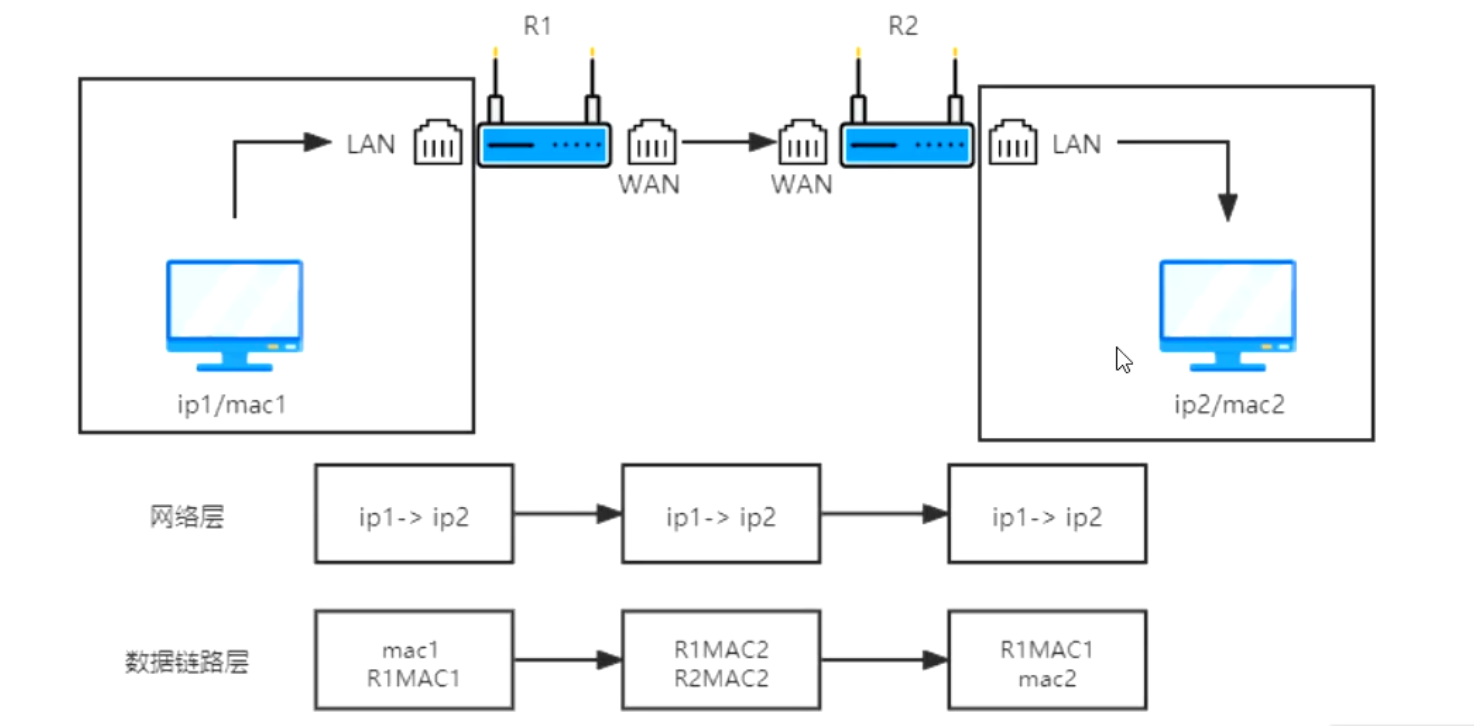 R1
R2
LAN
LAN
WAN
WAN
ip1/mac1
ip2/mac2
网络层
ip1-> ip2
ip1-> ip2
ip1-> ip2
数据链路层
mac1
R1MAC1
R1MAC2
R2MAC2
R1MAC1
mac2